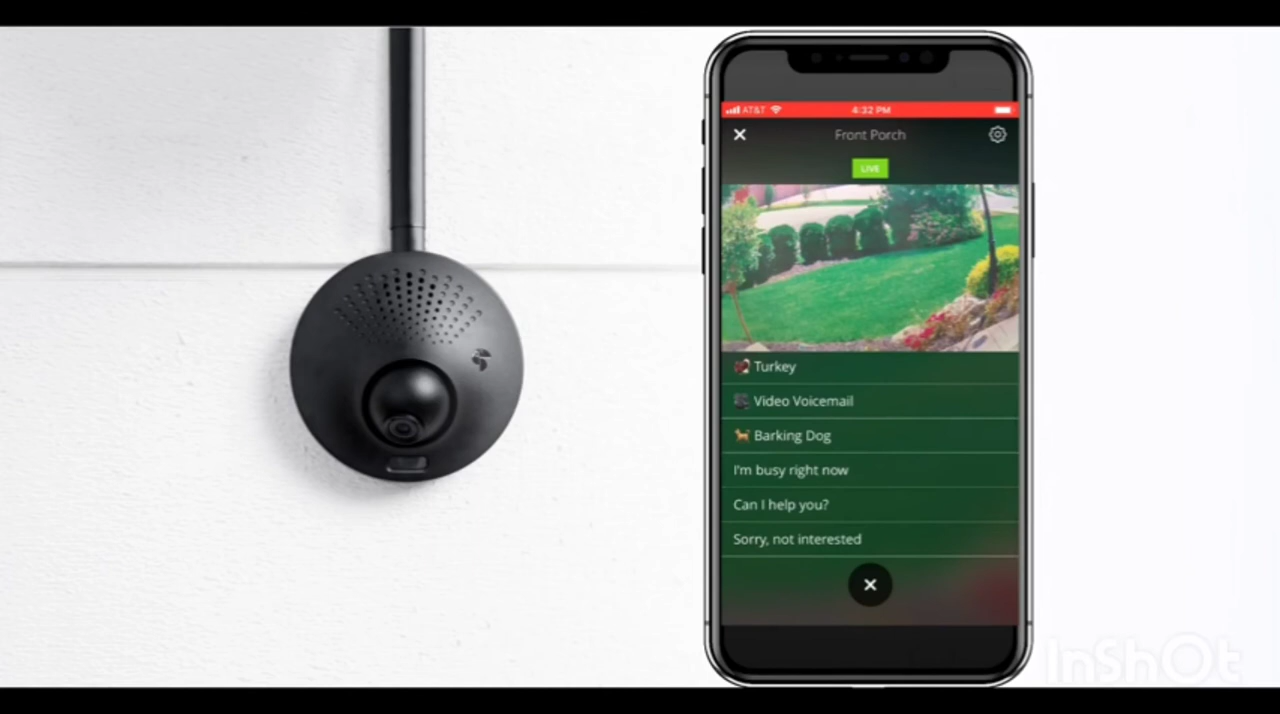 AT&T 4:32 PM
Front Porch
LIVE
Turkey
Video Voicemail
Barking Dog
I'm busy right now
Can I help you?
Sorry, not interested
InShOt